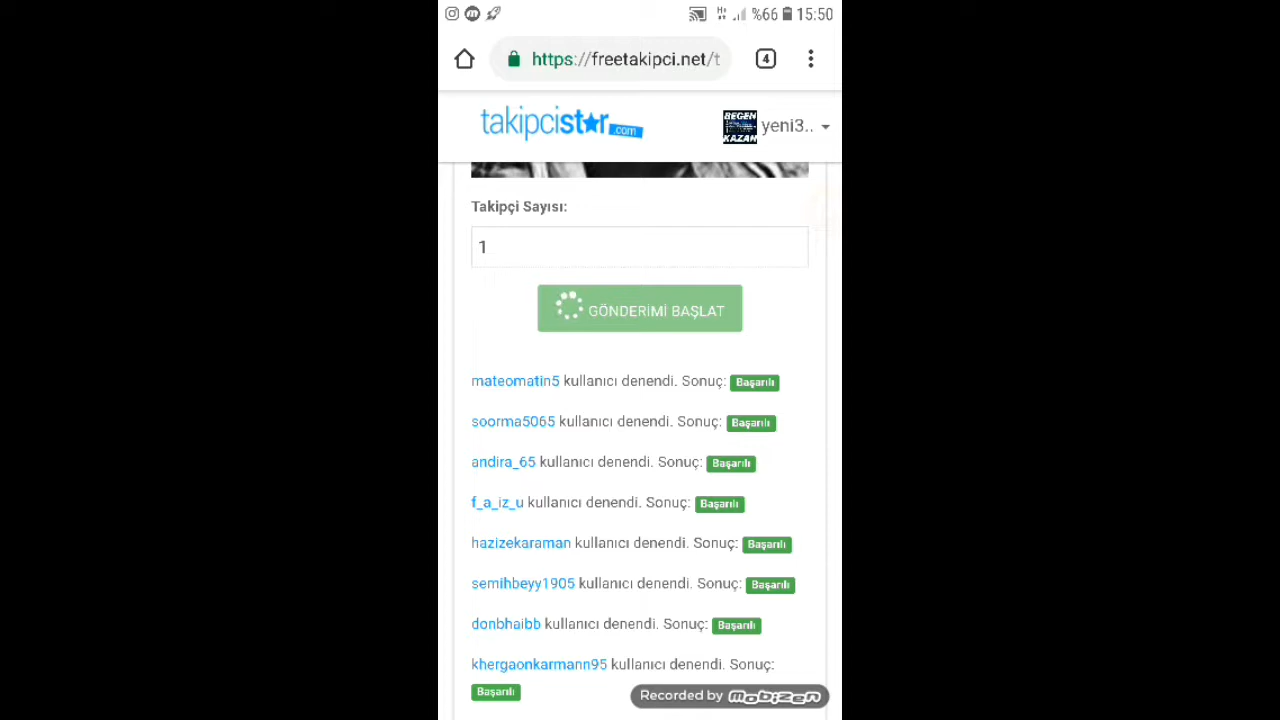 %66 15:50
https://freetakipci.net/t 4
takipcistar.com
BEGEN
KAZAN
yeni3..
Takipçi Sayısı:
1
GÖNDERİMİ BAŞLAT
mateomatin5 kullanıcı denendi. Sonuç: Başarılı
soorma5065 kullanıcı denendi. Sonuç: Başarılı
andira_65 kullanıcı denendi. Sonuç: Başarılı
f_a_iz_u kullanıcı denendi. Sonuç: Başarılı
hazizekaraman kullanıcı denendi. Sonuç: Başarılı
semihbeyy1905 kullanıcı denendi. Sonuç: Başarılı
donbhaibb kullanıcı denendi. Sonuç: Başarılı
khergaonkarmann95 kullanıcı denendi. Sonuç:
Başarılı
Recorded by mobizen